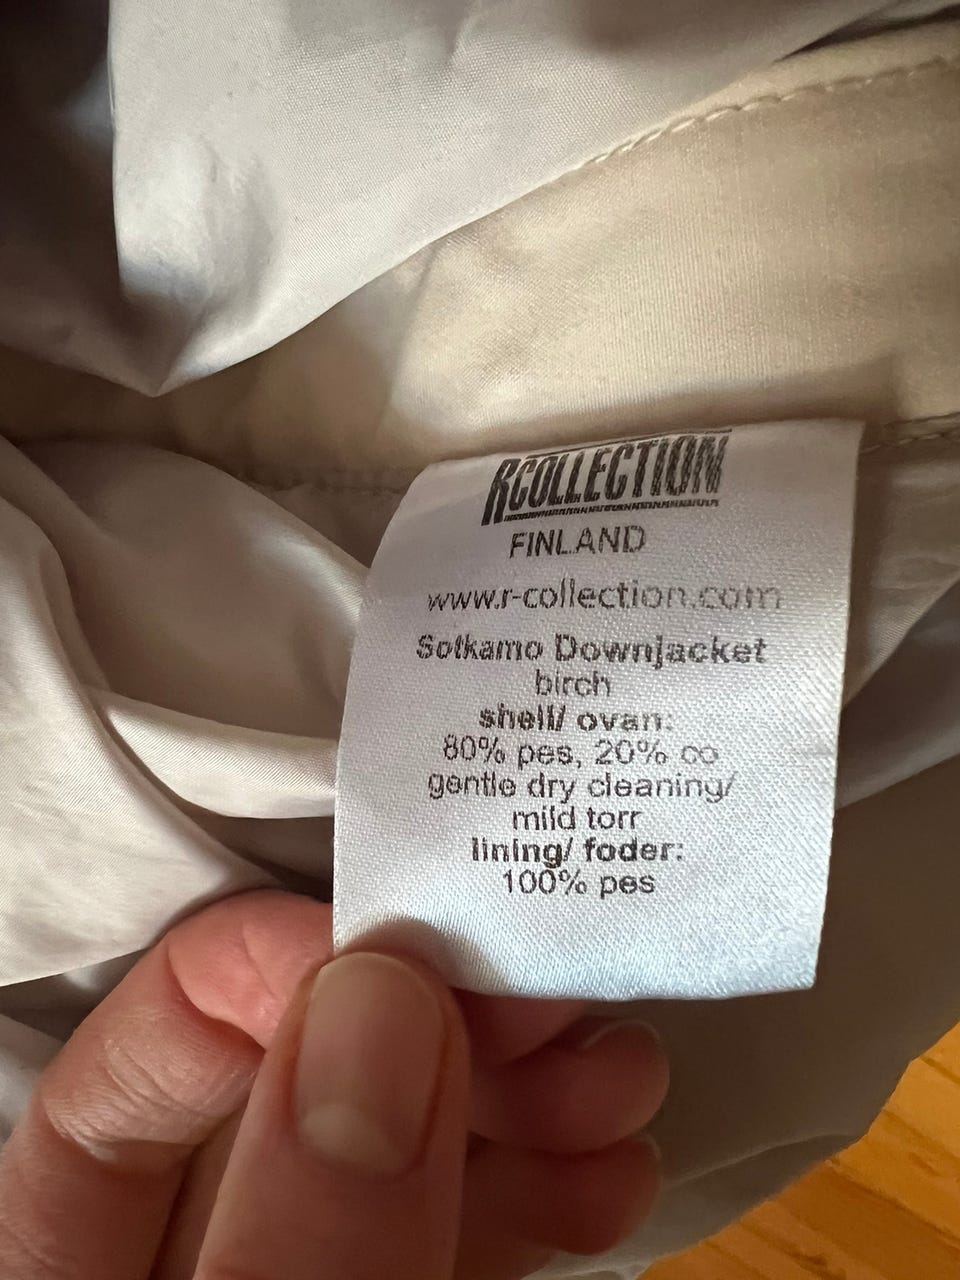 RCOLLECTION
FINLAND
www.r-collection.com
Sotkamo Downjacket
birch
shell/ ovan:
80% pes, 20% co
gentle dry cleaning/
mild torr
lining/ foder:
100% pes